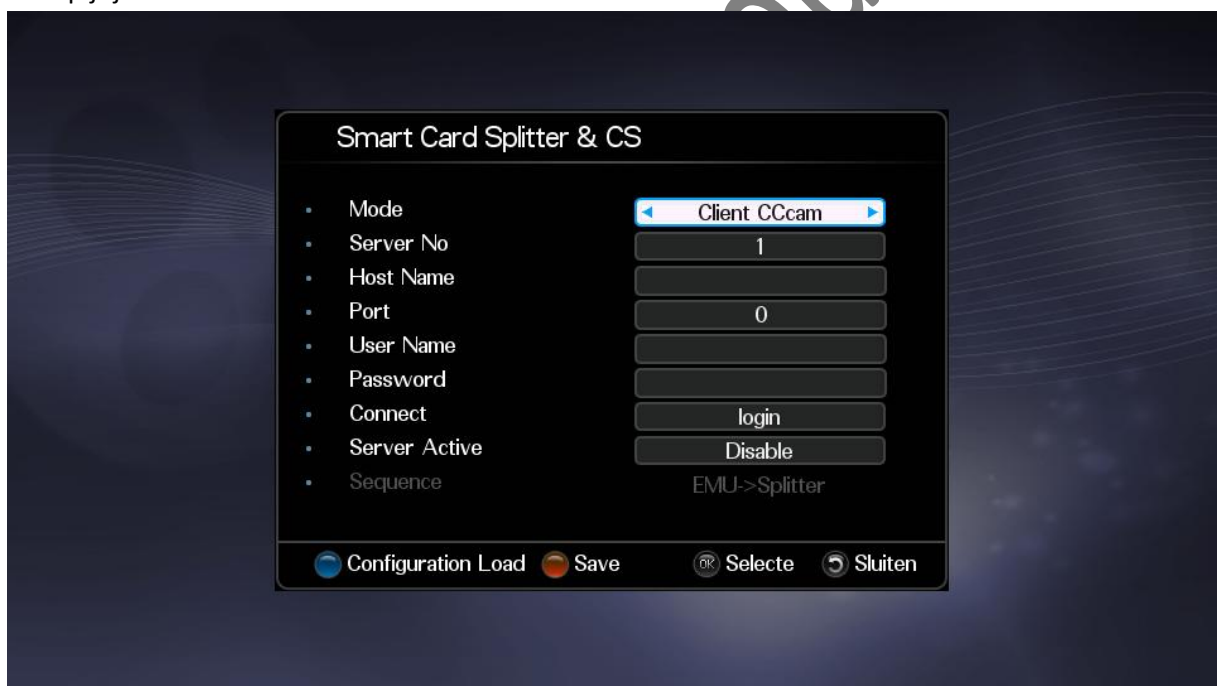 Smart Card Splitter & CS
Mode Client CCcam
Server No 1
Host Name
Port 0
User Name
Password
Connect login
Server Active Disable
Sequence EMU->Splitter
Configuration Load Save OK Selecte Sluiten